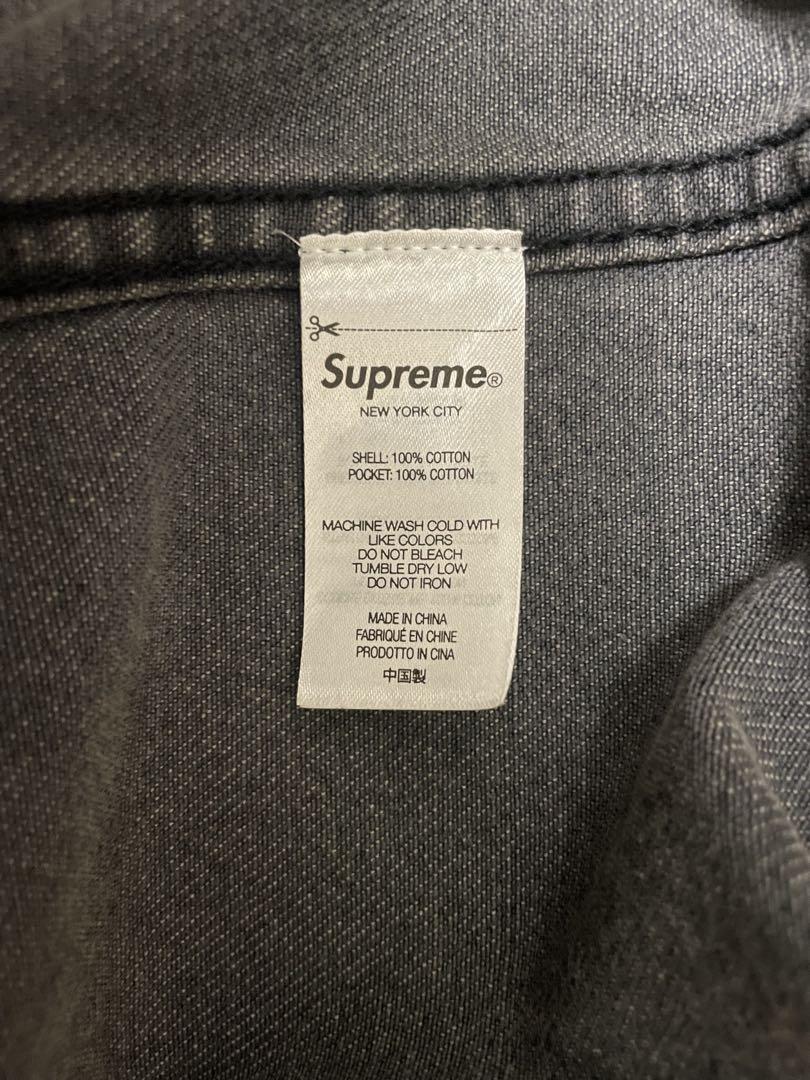 Supreme®
NEW YORK CITY
SHELL: 100% COTTON
POCKET: 100% COTTON
MACHINE WASH COLD WITH
LIKE COLORS
DO NOT BLEACH
TUMBLE DRY LOW
DO NOT IRON
MADE IN CHINA
FABRIQUÉ EN CHINE
PRODOTTO IN CINA
中国製